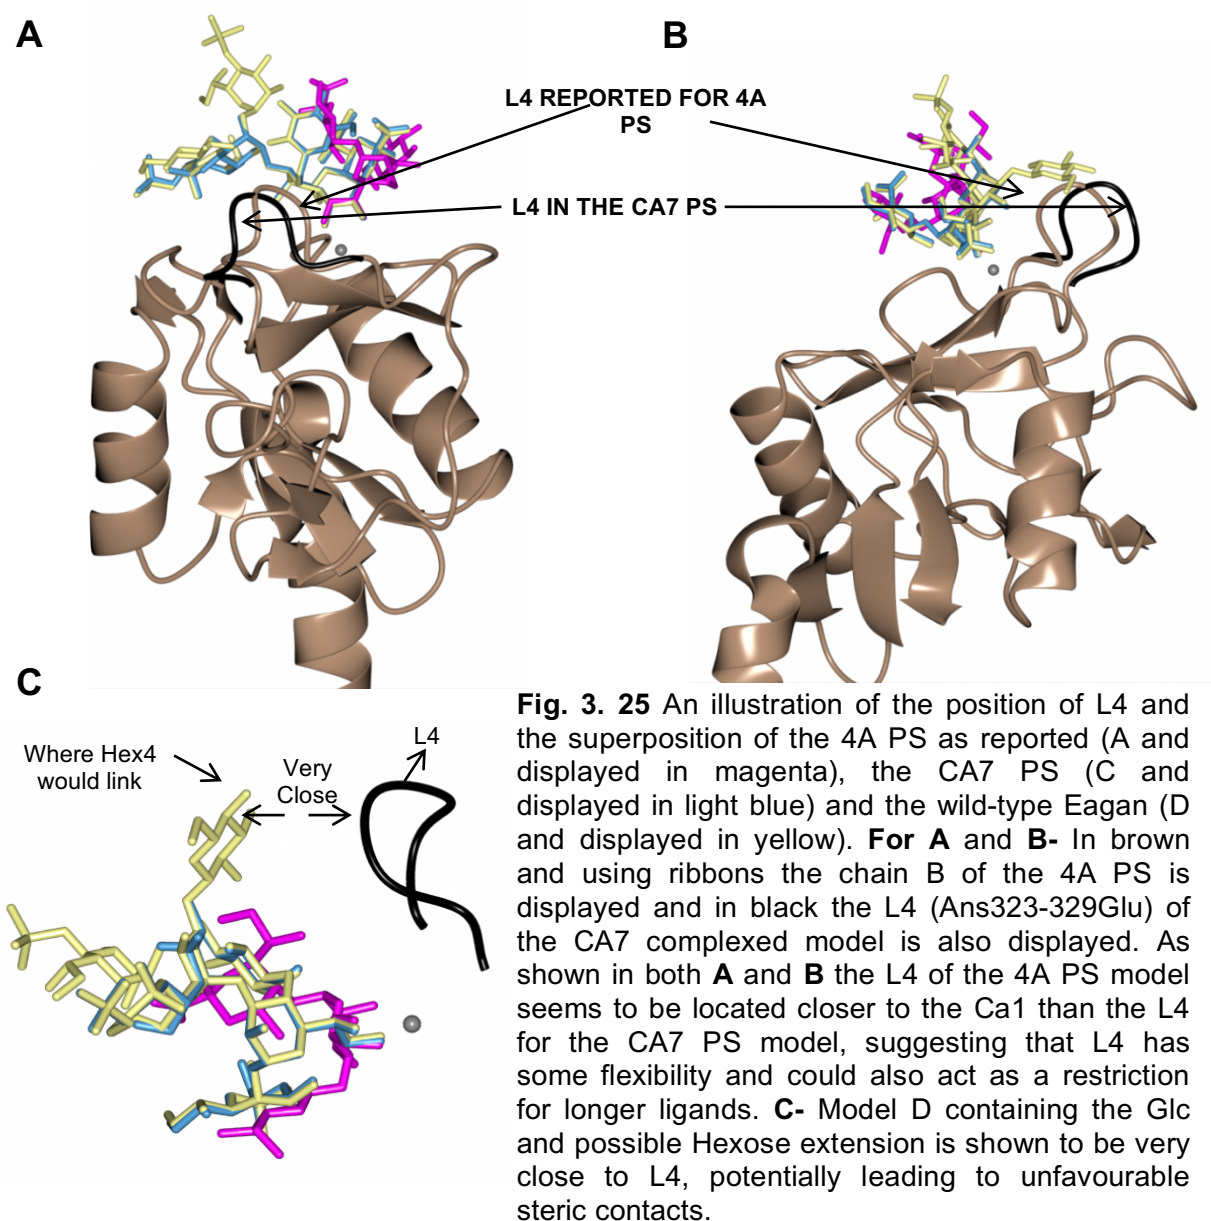 A
B
L4 REPORTED FOR 4A
PS
L4 IN THE CA7 PS
C
Where Hex4
would link
Very
Close
L4
Fig. 3. 25 An illustration of the position of L4 and
the superposition of the 4A PS as reported (A and
displayed in magenta), the CA7 PS (C and
displayed in light blue) and the wild-type Eagan (D
and displayed in yellow). For A and B- In brown
and using ribbons the chain B of the 4A PS is
displayed and in black the L4 (Ans323-329Glu) of
the CA7 complexed model is also displayed. As
shown in both A and B the L4 of the 4A PS model
seems to be located closer to the Ca1 than the L4
for the CA7 PS model, suggesting that L4 has
some flexibility and could also act as a restriction
for longer ligands. C- Model D containing the Glc
and possible Hexose extension is shown to be very
close to L4, potentially leading to unfavourable
steric contacts.